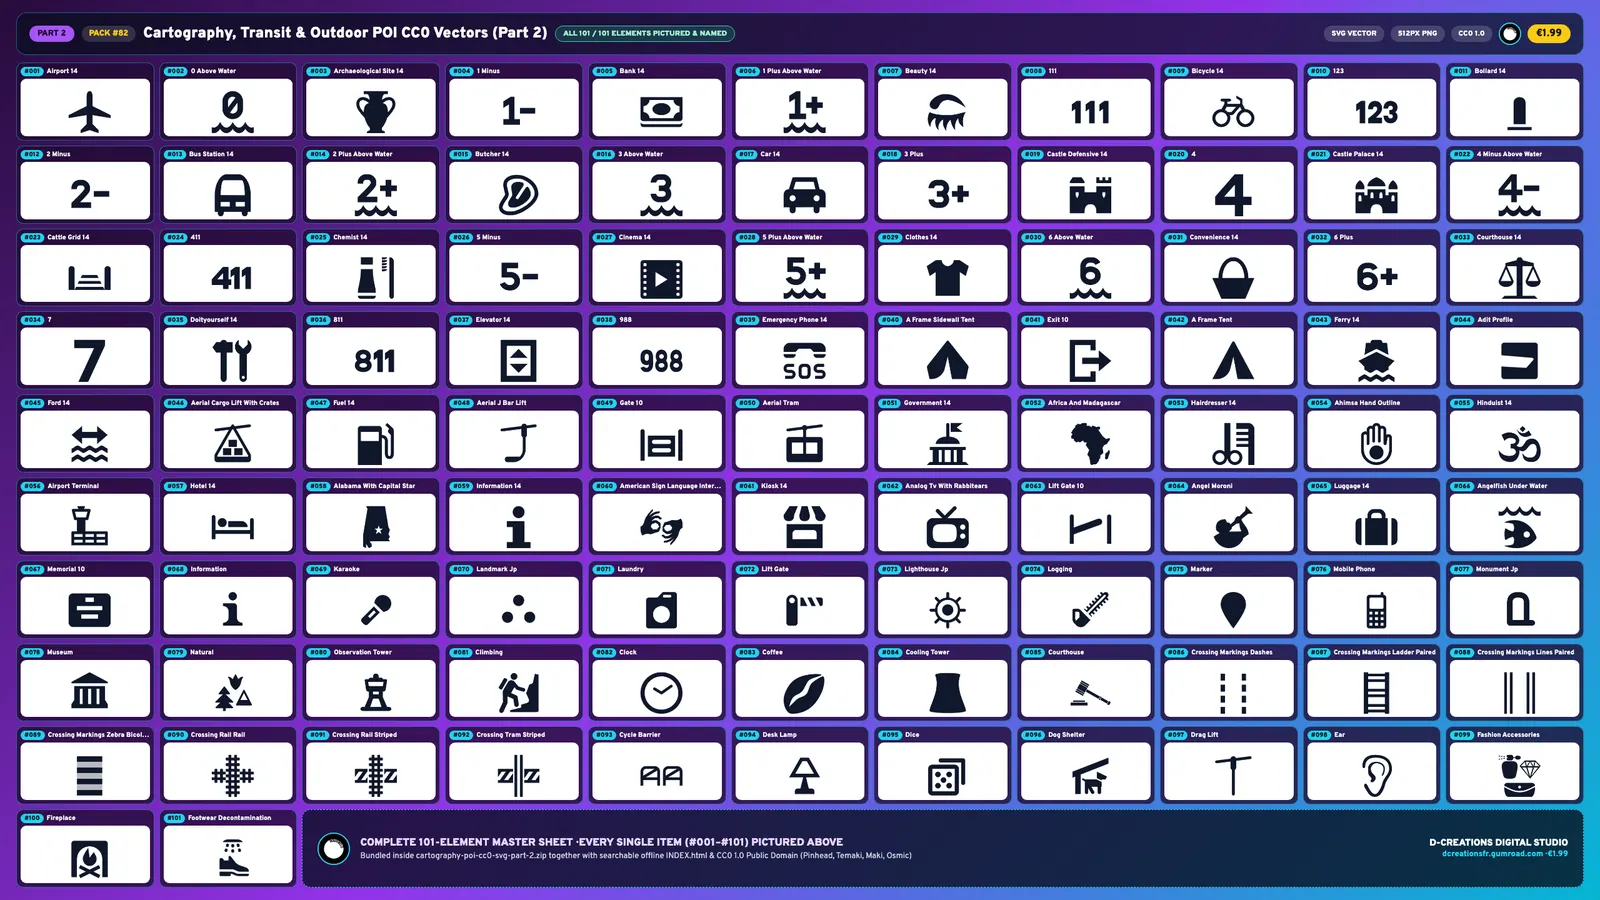 PART 2 PACK #82 Cartography, Transit & Outdoor POI CC0 Vectors (Part 2) ALL 101 / 101 ELEMENTS PICTURED & NAMED SVG VECTOR 512PX PNG CC0 1.0 €1.99
#001 Airport 14 #002 0 Above Water #003 Archaeological Site 14 #004 1 Minus #005 Bank 14 #006 1 Plus Above Water #007 Beauty 14 #008 111 #009 Bicycle 14 #010 123 #011 Bollard 14
0 1- 1+ 111 123
#012 2 Minus #013 Bus Station 14 #014 2 Plus Above Water #015 Butcher 14 #016 3 Above Water #017 Car 14 #018 3 Plus #019 Castle Defensive 14 #020 4 #021 Castle Palace 14 #022 4 Minus Above Water
2- 2+ 3 3+ 4 4-
#023 Cattle Grid 14 #024 411 #025 Chemist 14 #026 5 Minus #027 Cinema 14 #028 5 Plus Above Water #029 Clothes 14 #030 6 Above Water #031 Convenience 14 #032 6 Plus #033 Courthouse 14
411 5- 5+ 6 6+
#034 7 #035 Doityourself 14 #036 811 #037 Elevator 14 #038 988 #039 Emergency Phone 14 #040 A Frame Sidewall Tent #041 Exit 10 #042 A Frame Tent #043 Ferry 14 #044 Adit Profile
7 811 988 SOS
#045 Ford 14 #046 Aerial Cargo Lift With Crates #047 Fuel 14 #048 Aerial J Bar Lift #049 Gate 10 #050 Aerial Tram #051 Government 14 #052 Africa And Madagascar #053 Hairdresser 14 #054 Ahimsa Hand Outline #055 Hinduist 14
ॐ
#056 Airport Terminal #057 Hotel 14 #058 Alabama With Capital Star #059 Information 14 #060 American Sign Language Inter... #061 Kiosk 14 #062 Analog Tv With Rabbitears #063 Lift Gate 10 #064 Angel Moroni #065 Luggage 14 #066 Angelfish Under Water
i
#067 Memorial 10 #068 Information #069 Karaoke #070 Landmark Jp #071 Laundry #072 Lift Gate #073 Lighthouse Jp #074 Logging #075 Marker #076 Mobile Phone #077 Monument Jp
i
#078 Museum #079 Natural #080 Observation Tower #081 Climbing #082 Clock #083 Coffee #084 Cooling Tower #085 Courthouse #086 Crossing Markings Dashes #087 Crossing Markings Ladder Paired #088 Crossing Markings Lines Paired
#089 Crossing Markings Zebra Bicol... #090 Crossing Rail Rail #091 Crossing Rail Striped #092 Crossing Tram Striped #093 Cycle Barrier #094 Desk Lamp #095 Dice #096 Dog Shelter #097 Drag Lift #098 Ear #099 Fashion Accessories
#100 Fireplace #101 Footwear Decontamination
COMPLETE 101-ELEMENT MASTER SHEET · EVERY SINGLE ITEM (#001–#101) PICTURED ABOVE
Bundled inside cartography-poi-cc0-svg-part-2.zip together with searchable offline INDEX.html & CC0 1.0 Public Domain (Pinhead, Temaki, Maki, Osmic)
D-CREATIONS DIGITAL STUDIO
dcreationsfr.gumroad.com · €1.99